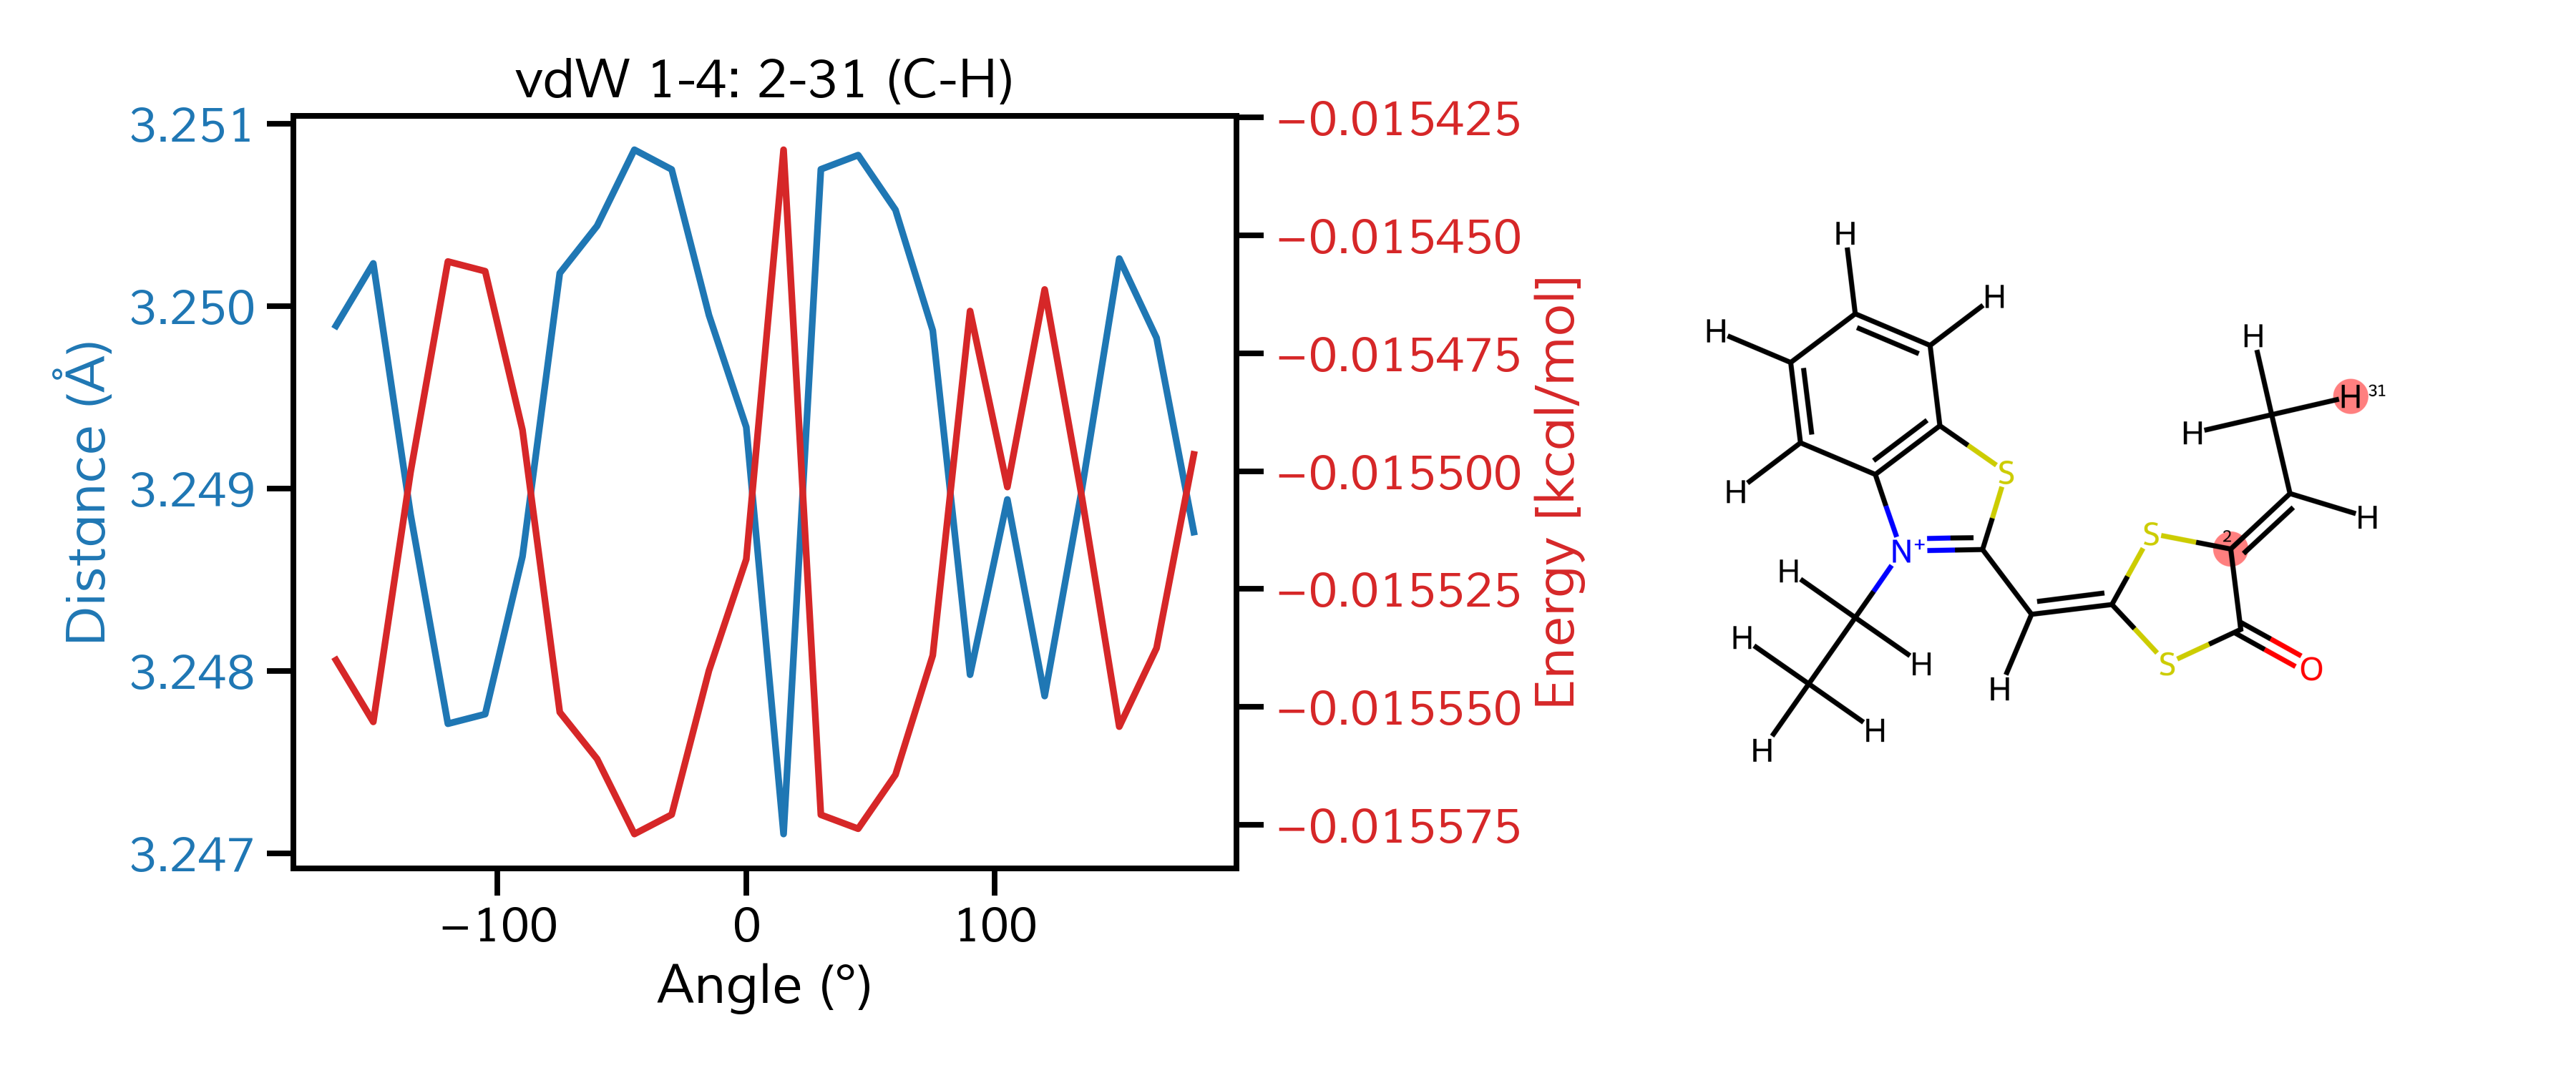 vdW 1-4: 2-31 (C-H)
Distance (Å)
3.251
3.250
3.249
3.248
3.247
−100
0
100
Angle (°)
−0.015425
−0.015450
−0.015475
−0.015500
−0.015525
−0.015550
−0.015575
Energy [kcal/mol]
H
H
H
H
H
H 31
H
S
H
S
2
N+
H
H
H
H
S
O
H
H